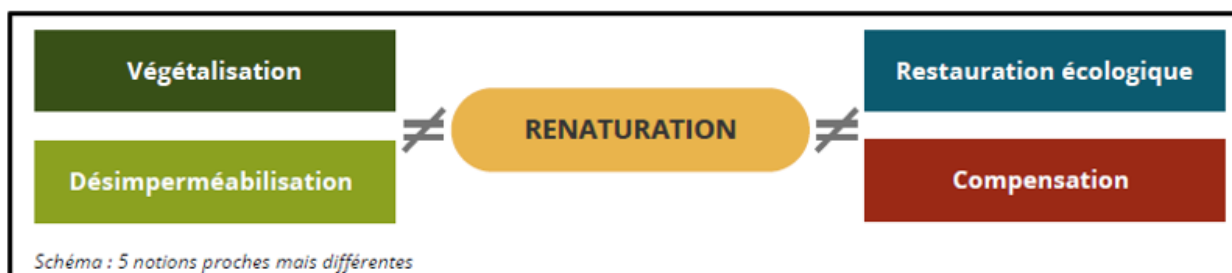 Végétalisation
Désimperméabilisation
≠
RENATURATION
≠
Restauration écologique
Compensation
Schéma : 5 notions proches mais différentes